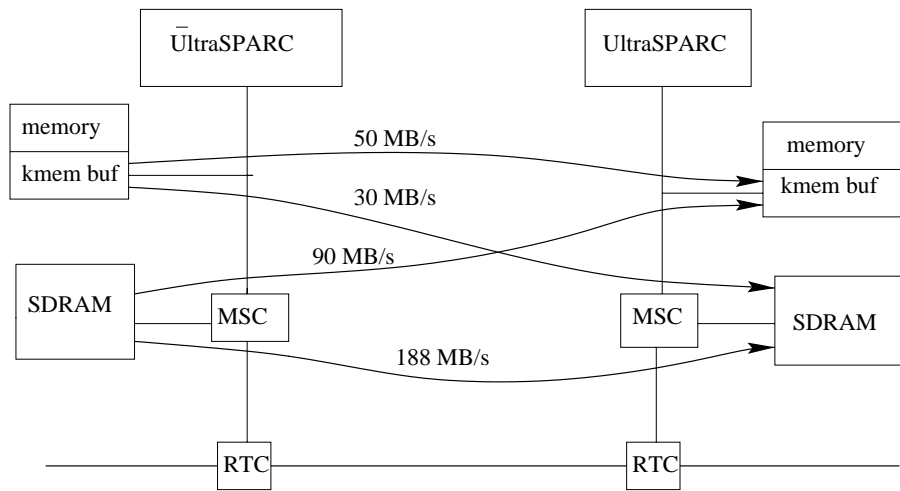 UltraSPARC
UltraSPARC
memory
kmem buf
50 MB/s
memory
kmem buf
30 MB/s
90 MB/s
SDRAM
MSC
MSC
SDRAM
188 MB/s
RTC
RTC